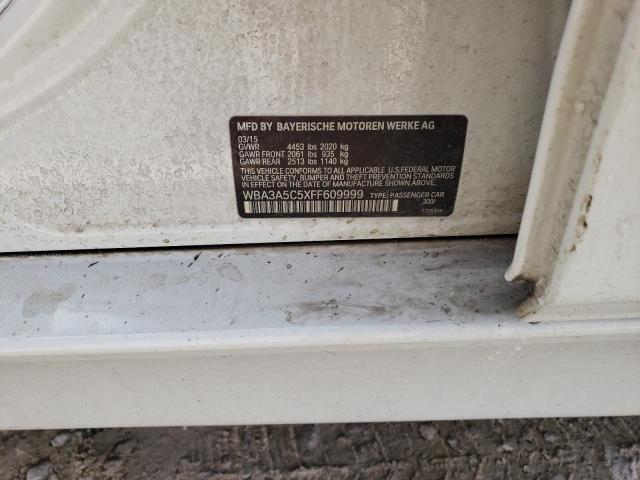 MFD BY BAYERISCHE MOTOREN WERKE AG
03/15
GVWR 4453 lbs 2020 kg
GAWR FRONT 2061 lbs 935 kg
GAWR REAR 2513 lbs 1140 kg
THIS VEHICLE CONFORMS TO ALL APPLICABLE U.S.FEDERAL MOTOR
VEHICLE SAFETY, BUMPER AND THEFT PREVENTION STANDARDS
IN EFFECT ON THE DATE OF MANUFACTURE SHOWN ABOVE.
WBA3A5C5XFF609999 TYPE: PASSENGER CAR
300/